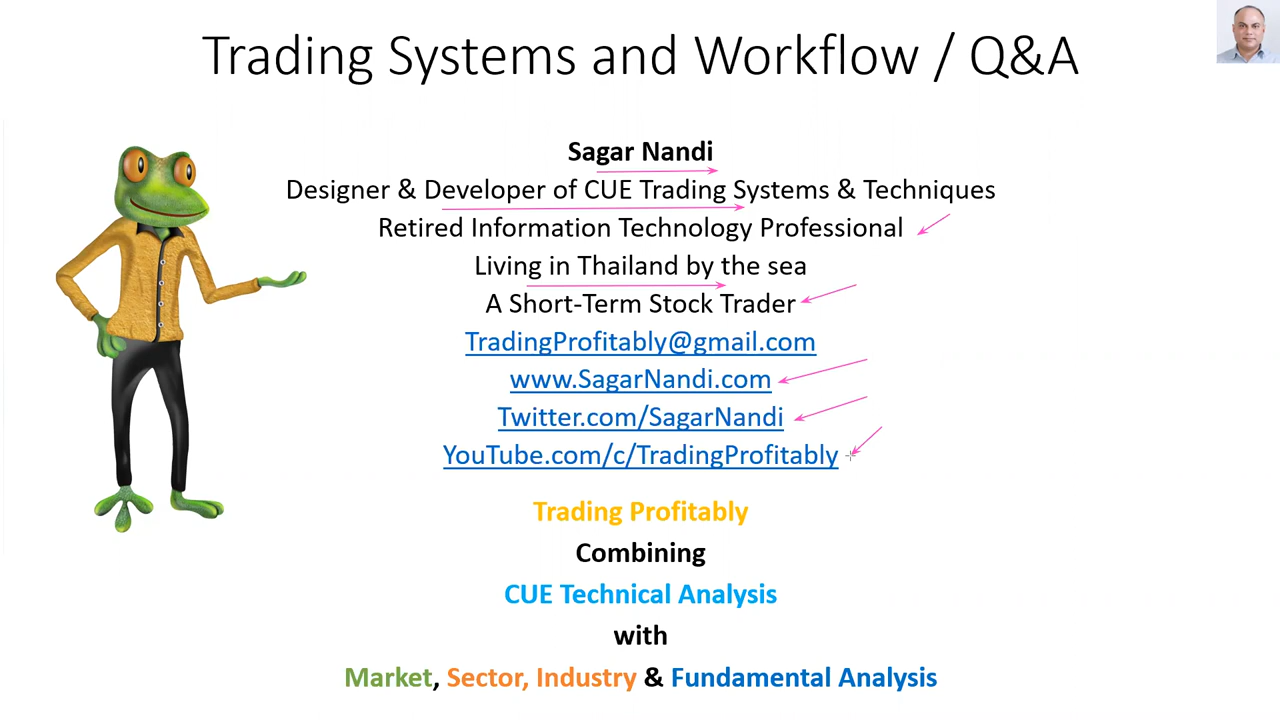 Trading Systems and Workflow / Q&A
Sagar Nandi
Designer & Developer of CUE Trading Systems & Techniques
Retired Information Technology Professional
Living in Thailand by the sea
A Short-Term Stock Trader
TradingProfitably@gmail.com
www.SagarNandi.com
Twitter.com/SagarNandi
YouTube.com/c/TradingProfitably
Trading Profitably
Combining
CUE Technical Analysis
with
Market, Sector, Industry & Fundamental Analysis